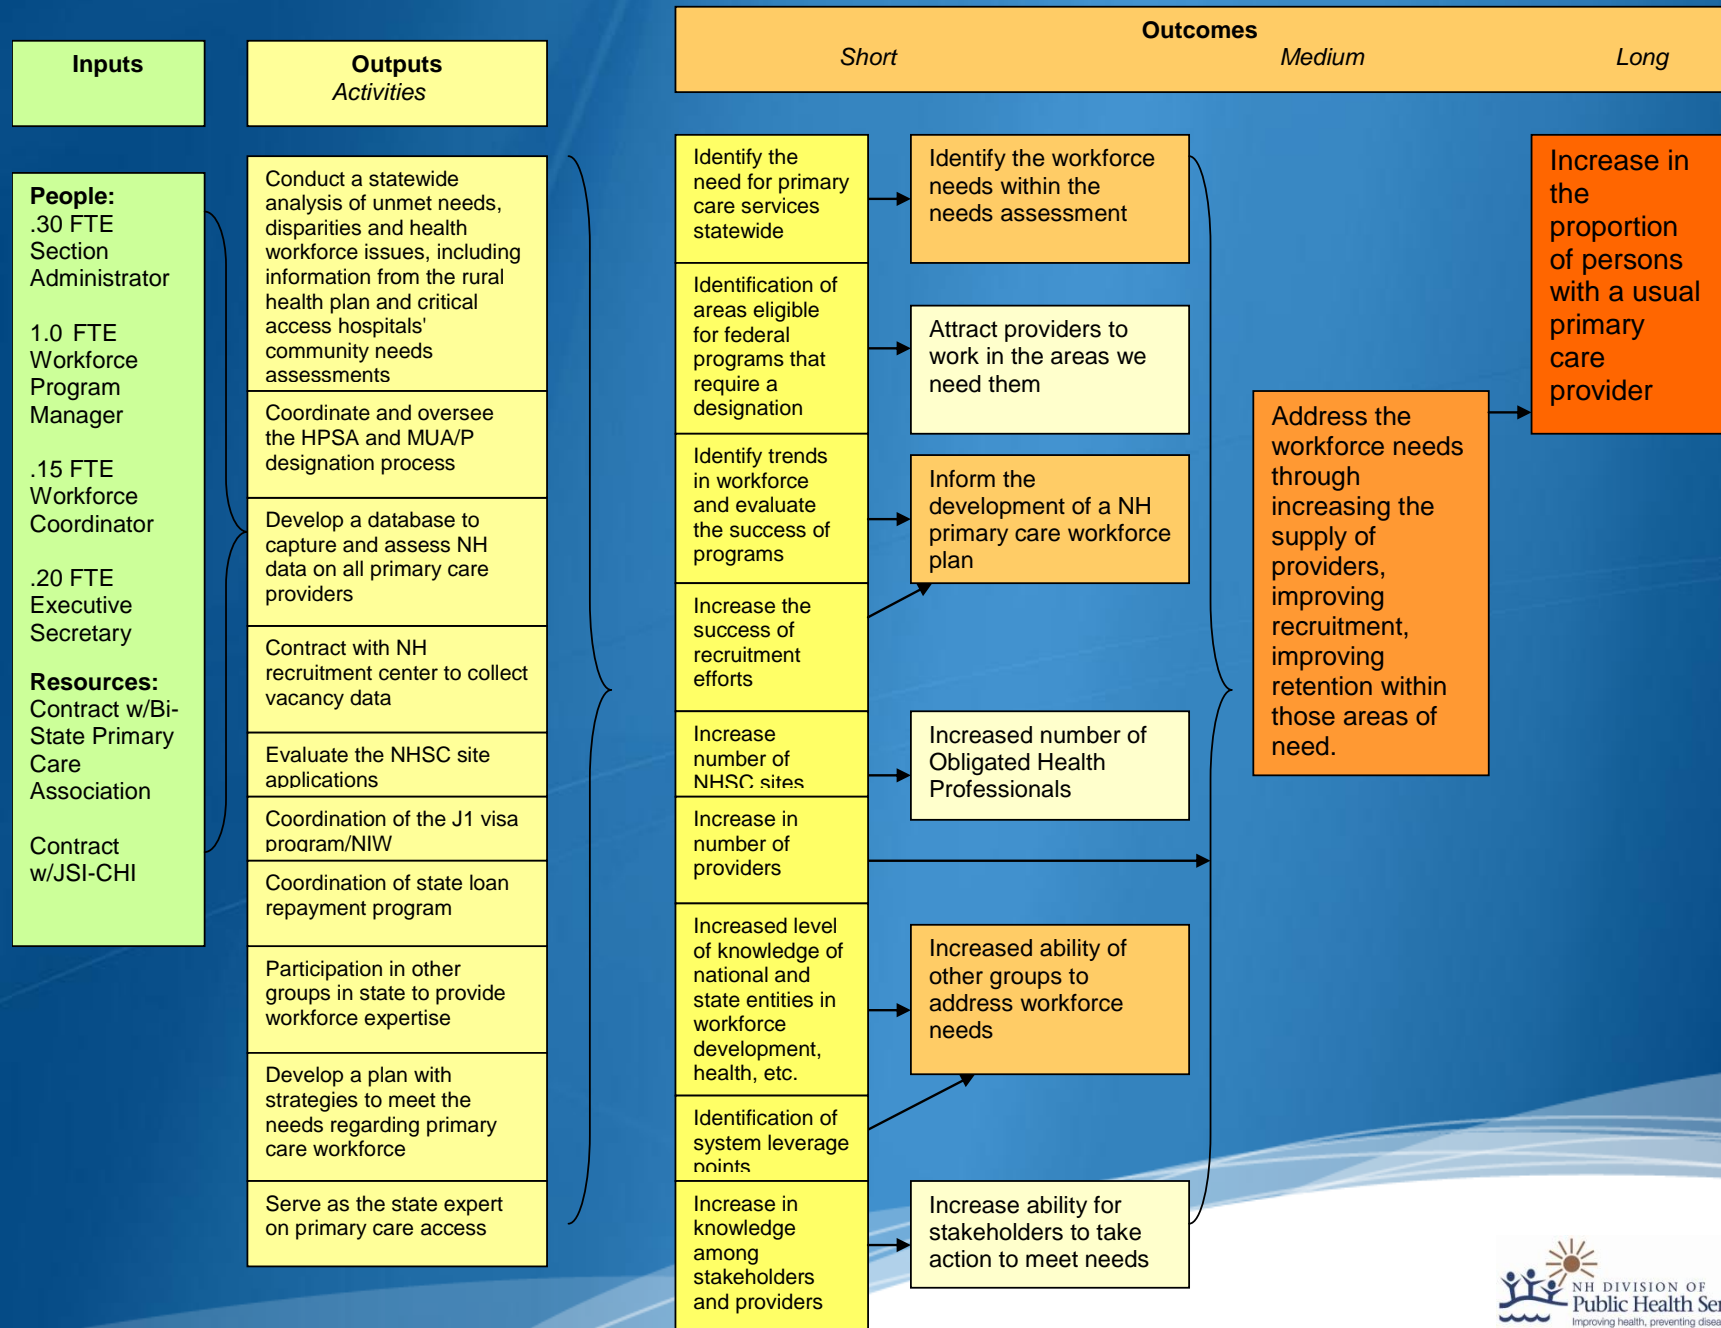 Inputs
Outputs
Activities
Outcomes
Short Medium Long
People:
.30 FTE
Section
Administrator
1.0 FTE
Workforce
Program
Manager
.15 FTE
Workforce
Coordinator
.20 FTE
Executive
Secretary
Resources:
Contract w/Bi-
State Primary
Care
Association
Contract
w/JSI-CHI
Conduct a statewide
analysis of unmet needs,
disparities and health
workforce issues, including
information from the rural
health plan and critical
access hospitals'
community needs
assessments
Coordinate and oversee
the HPSA and MUA/P
designation process
Develop a database to
capture and assess NH
data on all primary care
providers
Contract with NH
recruitment center to collect
vacancy data
Evaluate the NHSC site
applications
Coordination of the J1 visa
program/NIW
Coordination of state loan
repayment program
Participation in other
groups in state to provide
workforce expertise
Develop a plan with
strategies to meet the
needs regarding primary
care workforce
Serve as the state expert
on primary care access
Identify the
need for primary
care services
statewide
Identification of
areas eligible
for federal
programs that
require a
designation
Identify trends
in workforce
and evaluate
the success of
programs
Increase the
success of
recruitment
efforts
Increase
number of
NHSC sites
Increase in
number of
providers
Increased level
of knowledge of
national and
state entities in
workforce
development,
health, etc.
Identification of
system leverage
points
Increase in
knowledge
among
stakeholders
and providers
Identify the workforce
needs within the
needs assessment
Attract providers to
work in the areas we
need them
Inform the
development of a NH
primary care workforce
plan
Increased number of
Obligated Health
Professionals
Increased ability of
other groups to
address workforce
needs
Increase ability for
stakeholders to take
action to meet needs
Address the
workforce needs
through
increasing the
supply of
providers,
improving
recruitment,
improving
retention within
those areas of
need.
Increase in
the
proportion
of persons
with a usual
primary
care
provider
NH DIVISION OF
Public Health Ser
Improving health, preventing disea